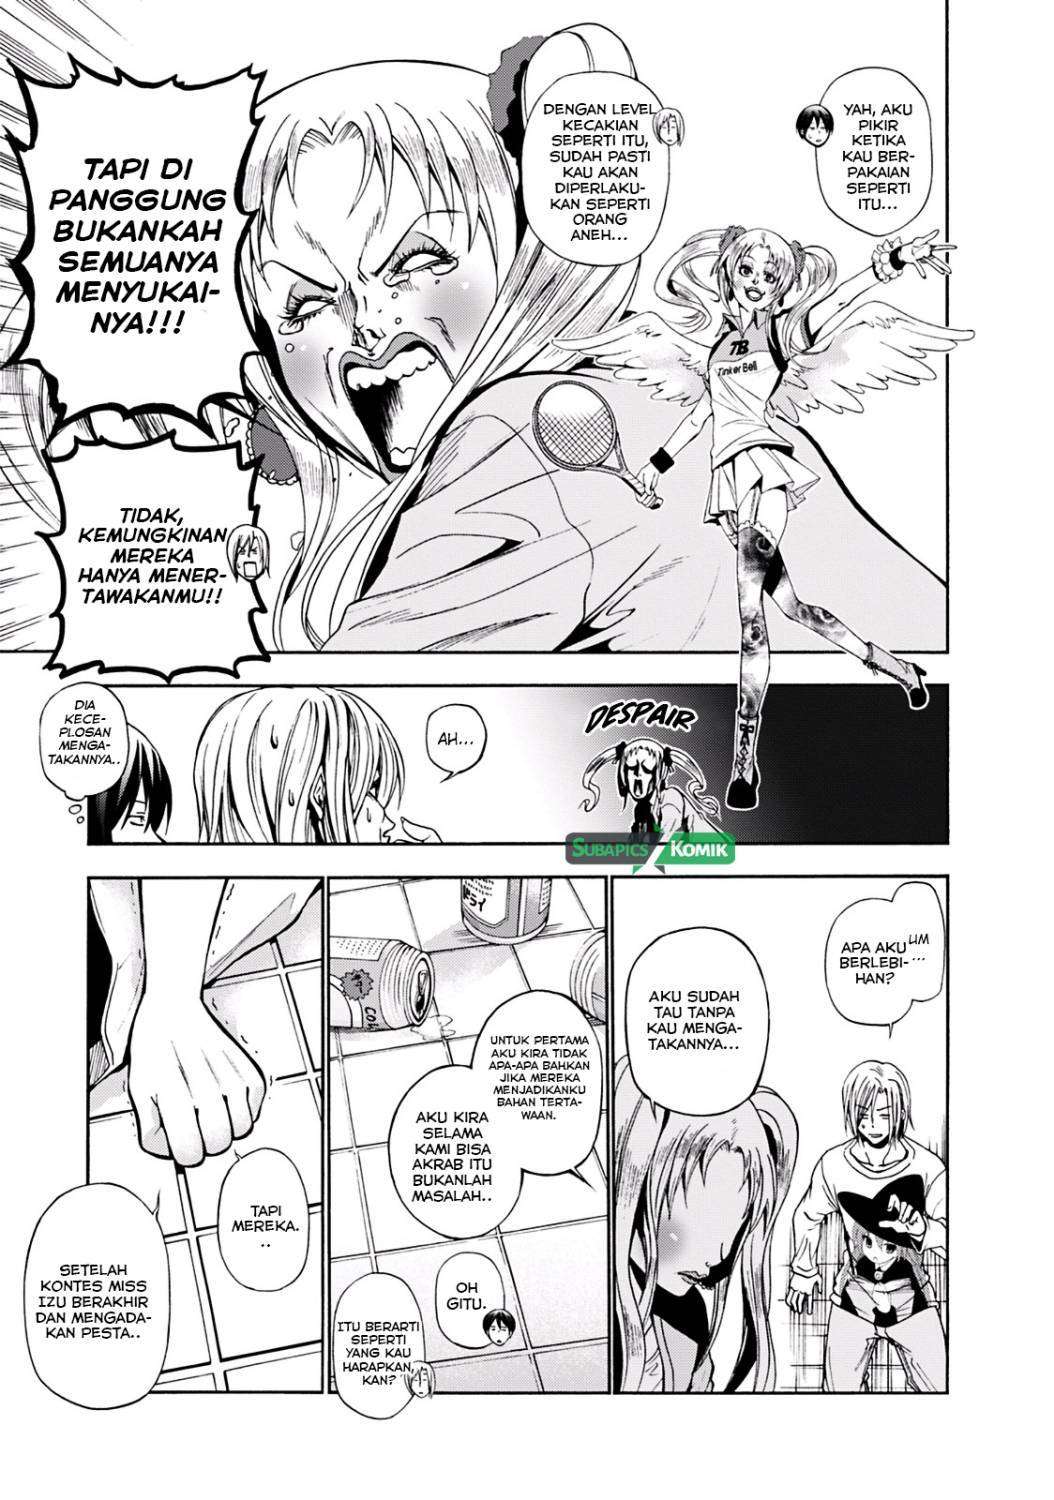 YAH, AKU
PIKIR
KETIKA
KAU BER-
PAKAIAN
SEPERTI
ITU...
DENGAN LEVEL
KECAKIAN
SEPERTI ITU,
SUDAH PASTI
KAU AKAN
DIPERLAKU-
KAN SEPERTI
ORANG
ANEH...
TB
Tinker Bell
TAPI DI
PANGGUNG
BUKANKAH
SEMUANYA
MENYUKAI-
NYA!!!
TIDAK,
KEMUNGKINAN
MEREKA
HANYA MENER-
TAWAKANMU!!
DESPAIR
AH...
DIA
KECE-
PLOSAN
MENGA-
TAKANNYA..
SUBAPICS KOMIK
UM
...
APA AKU
BERLEBI-
HAN?
AKU SUDAH
TAU TANPA
KAU MENGA-
TAKANNYA...
ドライ
UNTUK PERTAMA
AKU KIRA TIDAK
APA-APA BAHKAN
JIKA MEREKA
MENJADIKANKU
BAHAN TERTA-
WAAN.
AKU KIRA
SELAMA
KAMI BISA
AKRAB ITU
BUKANLAH
MASALAH..
OH
GITU.
ITU BERARTI
SEPERTI
YANG KAU
HARAPKAN,
KAN?
TAPI
MEREKA.
..
SETELAH
KONTES MISS
IZU BERAKHIR
DAN MENGADA-
KAN PESTA..